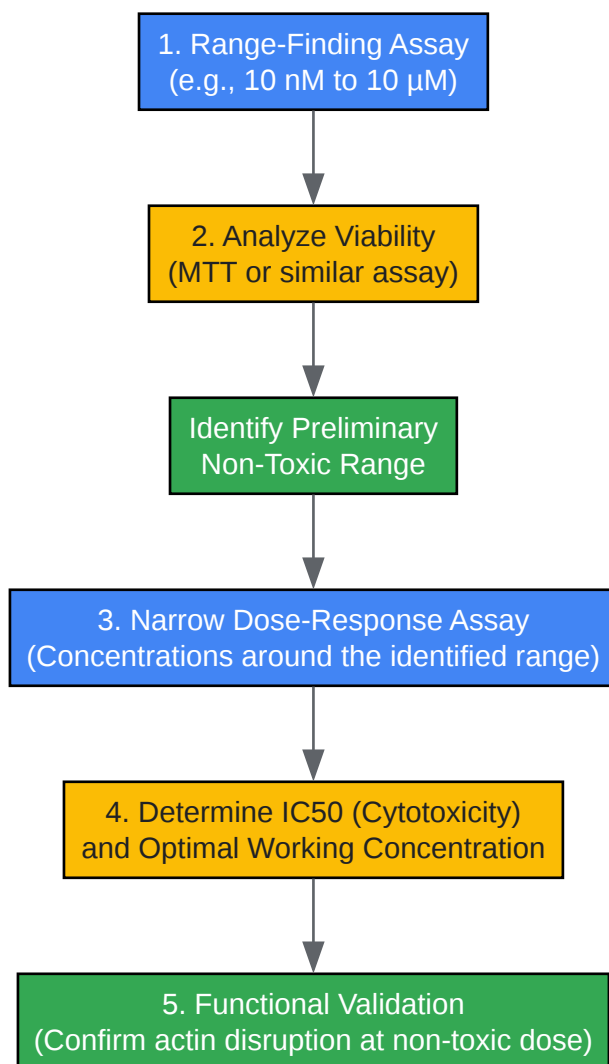 1. Range-Finding Assay
(e.g., 10 nM to 10 µM)
2. Analyze Viability
(MTT or similar assay)
Identify Preliminary
Non-Toxic Range
3. Narrow Dose-Response Assay
(Concentrations around the identified range)
4. Determine IC50 (Cytotoxicity)
and Optimal Working Concentration
5. Functional Validation
(Confirm actin disruption at non-toxic dose)